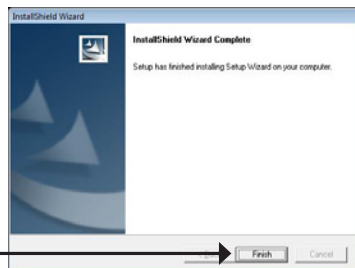 InstallShield Wizard
InstallShield Wizard Complete
Setup has finished installing Setup Wizard on your computer.
Finish
Cancel